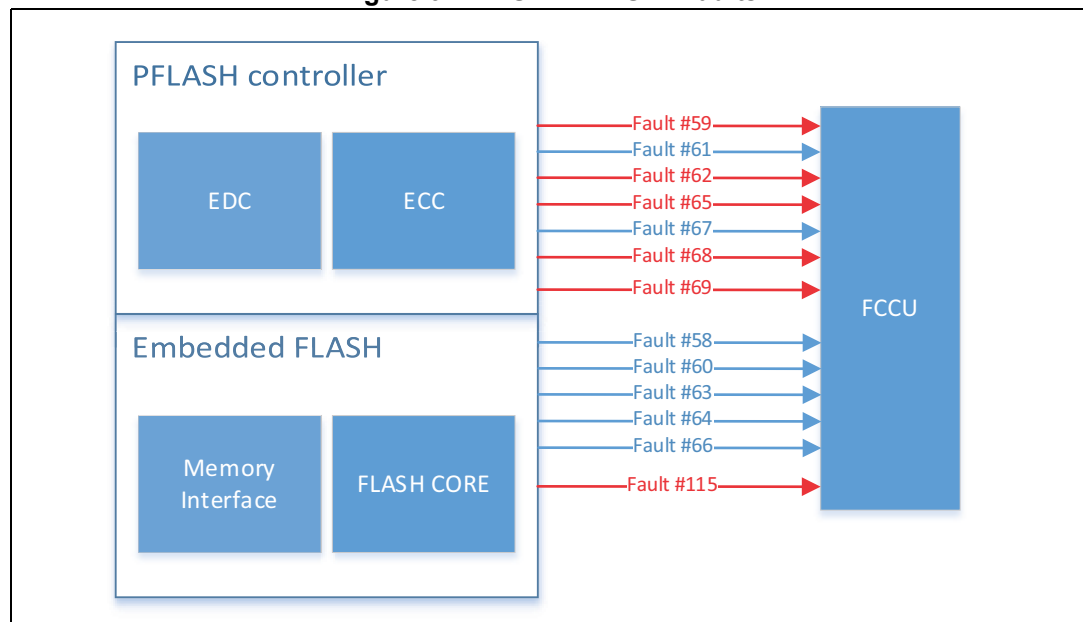 PFLASH controller
EDC
ECC
Fault #59
Fault #61
Fault #62
Fault #65
Fault #67
Fault #68
Fault #69
FCCU
Embedded FLASH
Memory
Interface
FLASH CORE
Fault #58
Fault #60
Fault #63
Fault #64
Fault #66
Fault #115